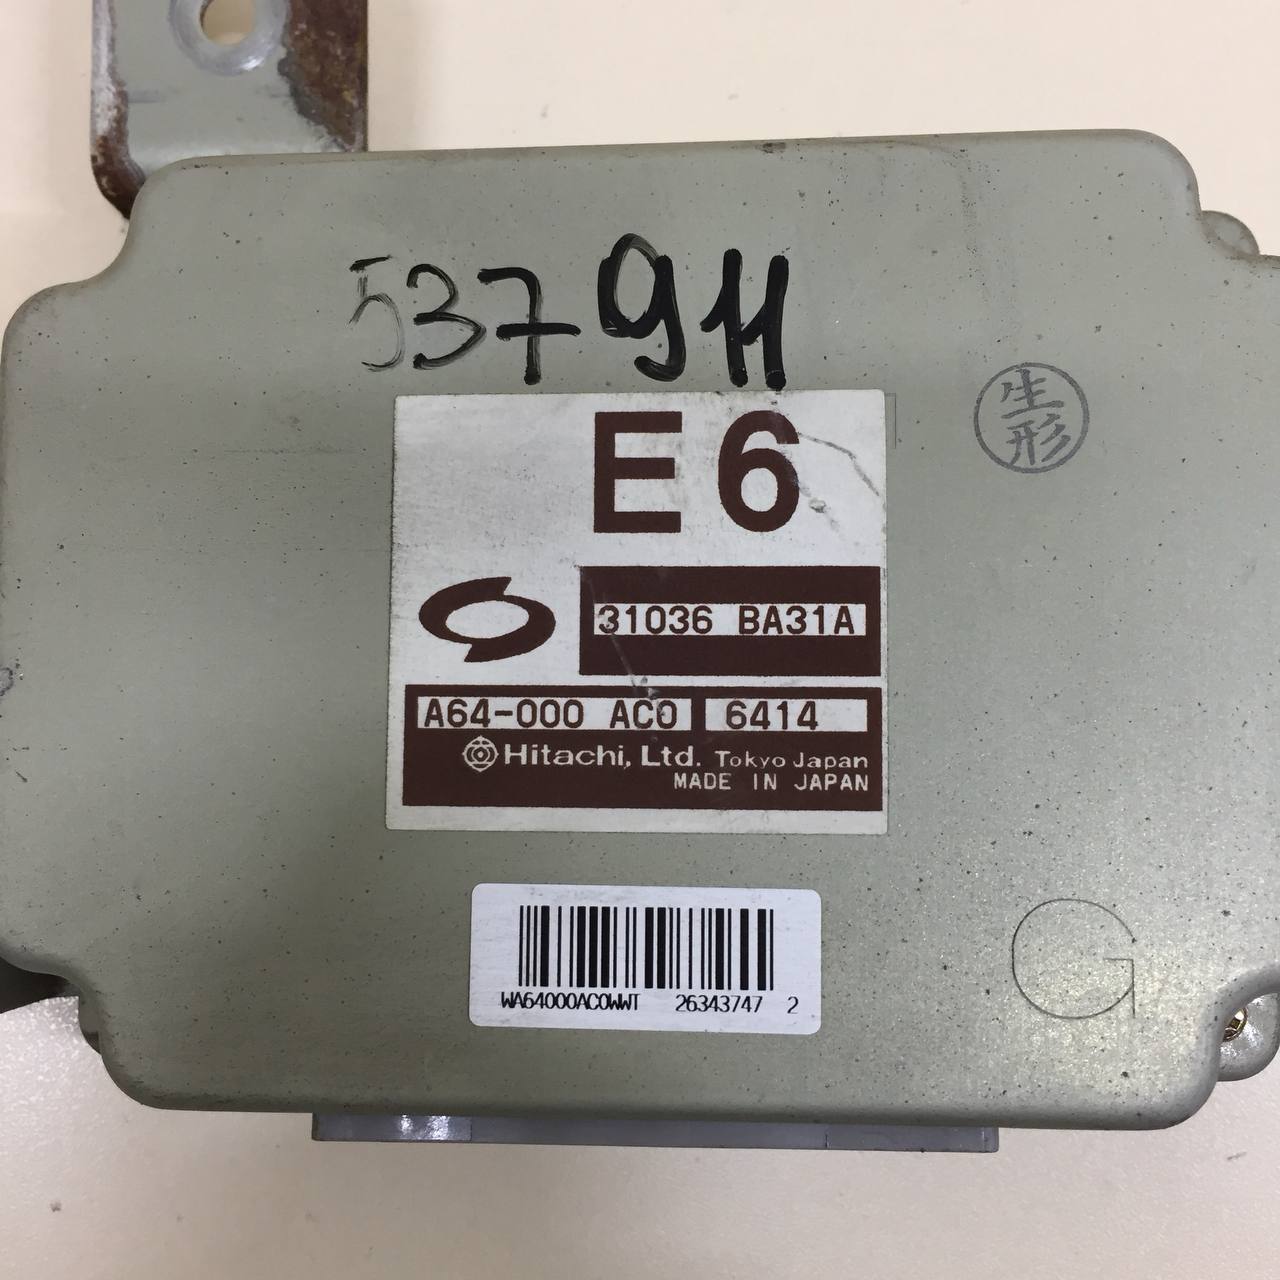 537911
生
形
E6
31036 BA31A
A64-000 AC0 6414
Hitachi, Ltd. Tokyo Japan
MADE IN JAPAN
WA64000AC0WWT 26343747 2
G